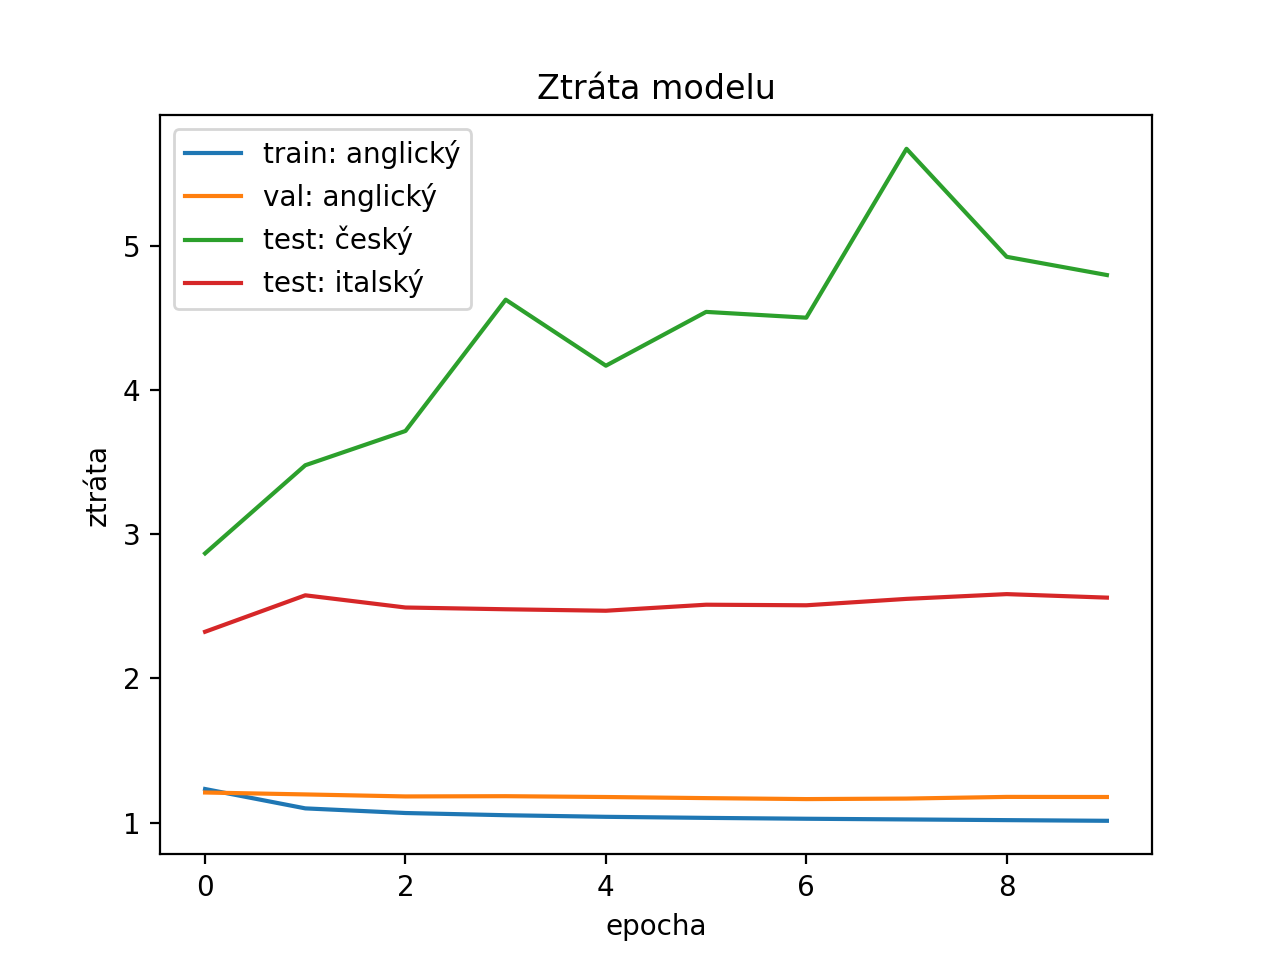 Ztráta modelu
train: anglický
val: anglický
test: český
test: italský
ztráta
5
4
3
2
1
0 2 4 6 8
epocha